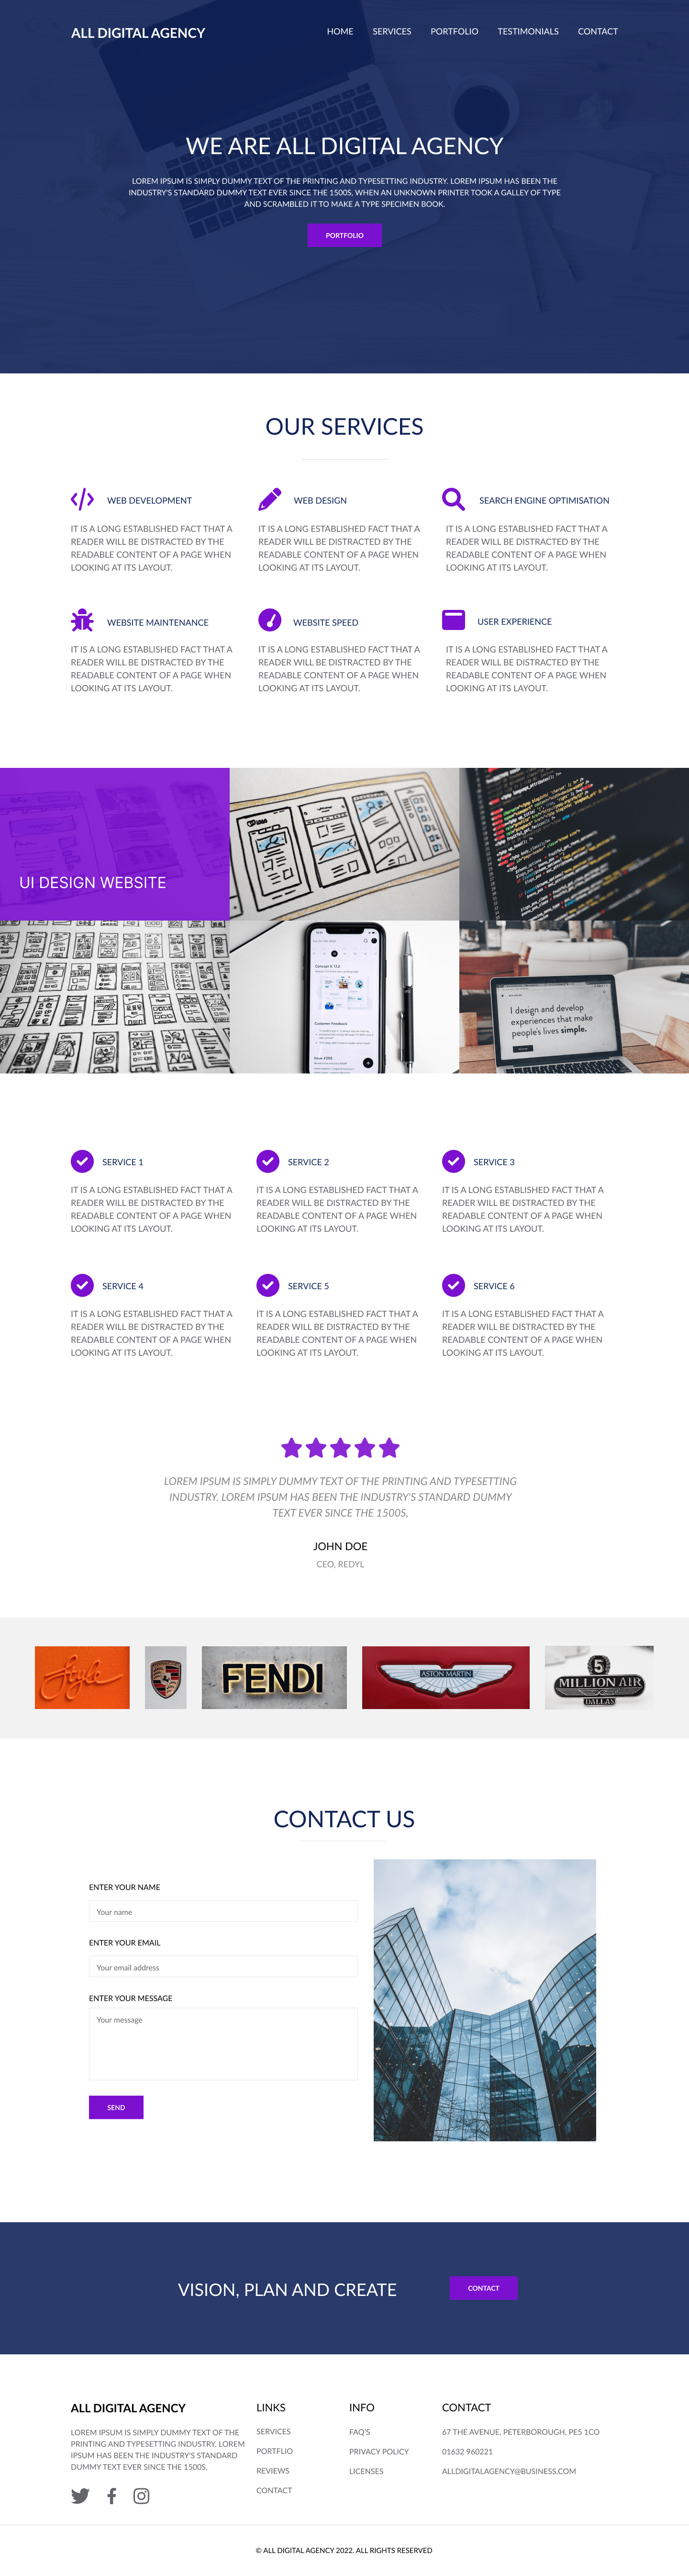 ALL DIGITAL AGENCY
HOME SERVICES PORTFOLIO TESTIMONIALS CONTACT
WE ARE ALL DIGITAL AGENCY
LOREM IPSUM IS SIMPLY DUMMY TEXT OF THE PRINTING AND TYPESETTING INDUSTRY. LOREM IPSUM HAS BEEN THE
INDUSTRY'S STANDARD DUMMY TEXT EVER SINCE THE 1500S, WHEN AN UNKNOWN PRINTER TOOK A GALLEY OF TYPE
AND SCRAMBLED IT TO MAKE A TYPE SPECIMEN BOOK.
PORTFOLIO
OUR SERVICES
WEB DEVELOPMENT
IT IS A LONG ESTABLISHED FACT THAT A
READER WILL BE DISTRACTED BY THE
READABLE CONTENT OF A PAGE WHEN
LOOKING AT ITS LAYOUT.
WEB DESIGN
IT IS A LONG ESTABLISHED FACT THAT A
READER WILL BE DISTRACTED BY THE
READABLE CONTENT OF A PAGE WHEN
LOOKING AT ITS LAYOUT.
SEARCH ENGINE OPTIMISATION
IT IS A LONG ESTABLISHED FACT THAT A
READER WILL BE DISTRACTED BY THE
READABLE CONTENT OF A PAGE WHEN
LOOKING AT ITS LAYOUT.
WEBSITE MAINTENANCE
IT IS A LONG ESTABLISHED FACT THAT A
READER WILL BE DISTRACTED BY THE
READABLE CONTENT OF A PAGE WHEN
LOOKING AT ITS LAYOUT.
WEBSITE SPEED
IT IS A LONG ESTABLISHED FACT THAT A
READER WILL BE DISTRACTED BY THE
READABLE CONTENT OF A PAGE WHEN
LOOKING AT ITS LAYOUT.
USER EXPERIENCE
IT IS A LONG ESTABLISHED FACT THAT A
READER WILL BE DISTRACTED BY THE
READABLE CONTENT OF A PAGE WHEN
LOOKING AT ITS LAYOUT.
UI DESIGN WEBSITE
Customer Feedback
I design and develop
experiences that make
people's lives simple.
SERVICE 1
IT IS A LONG ESTABLISHED FACT THAT A
READER WILL BE DISTRACTED BY THE
READABLE CONTENT OF A PAGE WHEN
LOOKING AT ITS LAYOUT.
SERVICE 2
IT IS A LONG ESTABLISHED FACT THAT A
READER WILL BE DISTRACTED BY THE
READABLE CONTENT OF A PAGE WHEN
LOOKING AT ITS LAYOUT.
SERVICE 3
IT IS A LONG ESTABLISHED FACT THAT A
READER WILL BE DISTRACTED BY THE
READABLE CONTENT OF A PAGE WHEN
LOOKING AT ITS LAYOUT.
SERVICE 4
IT IS A LONG ESTABLISHED FACT THAT A
READER WILL BE DISTRACTED BY THE
READABLE CONTENT OF A PAGE WHEN
LOOKING AT ITS LAYOUT.
SERVICE 5
IT IS A LONG ESTABLISHED FACT THAT A
READER WILL BE DISTRACTED BY THE
READABLE CONTENT OF A PAGE WHEN
LOOKING AT ITS LAYOUT.
SERVICE 6
IT IS A LONG ESTABLISHED FACT THAT A
READER WILL BE DISTRACTED BY THE
READABLE CONTENT OF A PAGE WHEN
LOOKING AT ITS LAYOUT.
LOREM IPSUM IS SIMPLY DUMMY TEXT OF THE PRINTING AND TYPESETTING
INDUSTRY. LOREM IPSUM HAS BEEN THE INDUSTRY'S STANDARD DUMMY
TEXT EVER SINCE THE 1500S,
JOHN DOE
CEO, REDYL
Style
FENDI
ASTON MARTIN
5
MILLION AIR
DALLAS
CONTACT US
ENTER YOUR NAME
Your name
ENTER YOUR EMAIL
Your email address
ENTER YOUR MESSAGE
Your message
SEND
VISION, PLAN AND CREATE
CONTACT
ALL DIGITAL AGENCY
LOREM IPSUM IS SIMPLY DUMMY TEXT OF THE
PRINTING AND TYPESETTING INDUSTRY. LOREM
IPSUM HAS BEEN THE INDUSTRY'S STANDARD
DUMMY TEXT EVER SINCE THE 1500S,
LINKS
SERVICES
PORTFLIO
REVIEWS
CONTACT
INFO
FAQ'S
PRIVACY POLICY
LICENSES
CONTACT
67 THE AVENUE, PETERBOROUGH, PE5 1CO
01632 960221
ALLDIGITALAGENCY@BUSINESS.COM
© ALL DIGITAL AGENCY 2022. ALL RIGHTS RESERVED